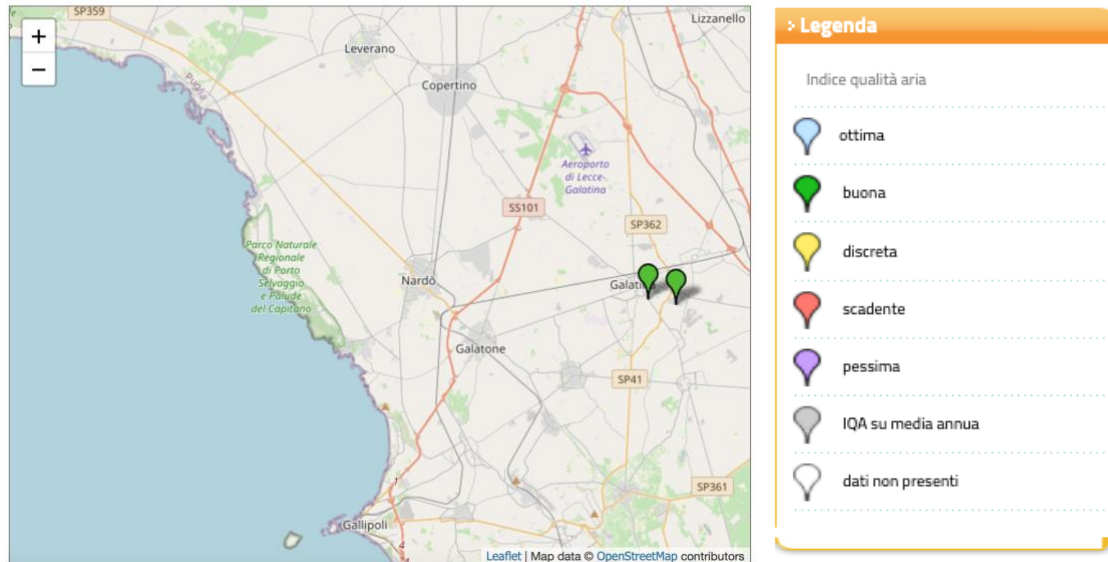 +
−
SP359
Lizzanello
Leverano
Puglia
Copertino
Aeroporto
di Lecce-
Galatina
SS101
SP362
Parco Naturale
Regionale
di Porto
Selvaggio
e Palude
del Capitano
Nardò
Galatina
Galatone
SP41
SP361
Gallipoli
Leaflet | Map data © OpenStreetMap contributors
Legenda
Indice qualità aria
ottima
buona
discreta
scadente
pessima
IQA su media annua
dati non presenti